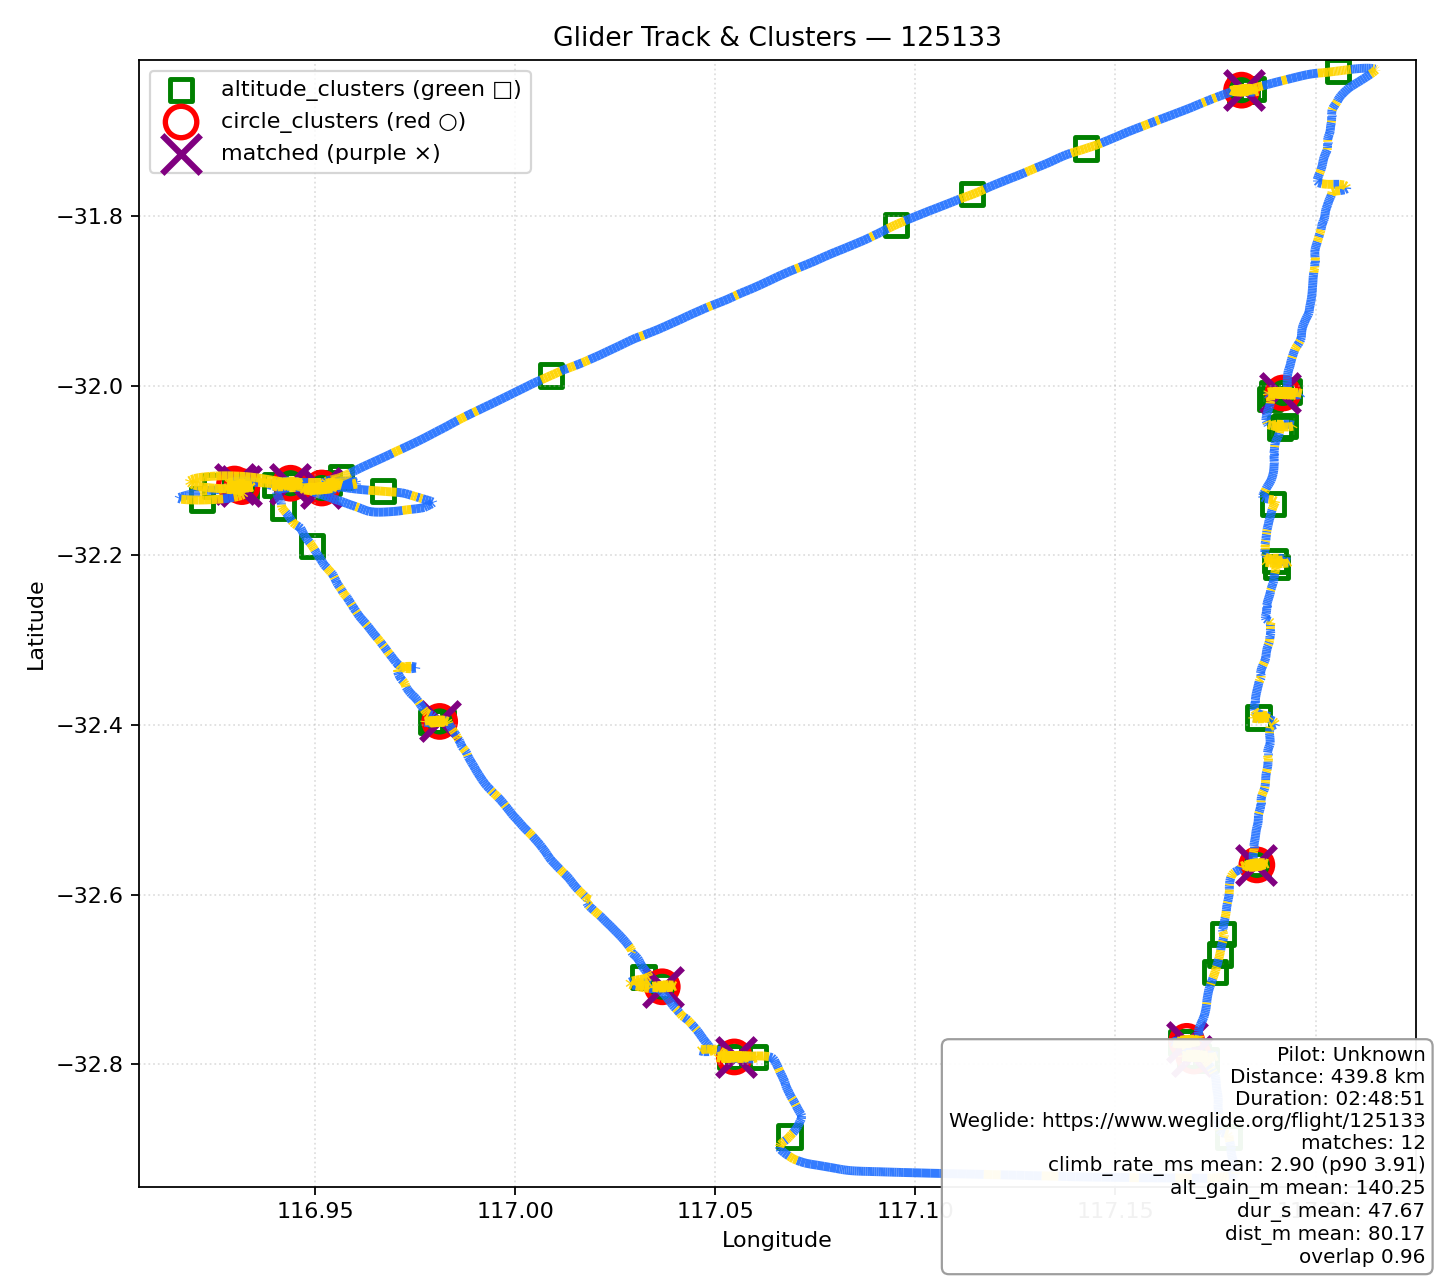 Glider Track & Clusters — 125133
altitude_clusters (green □)
circle_clusters (red ○)
matched (purple ×)
Latitude
−31.8
−32.0
−32.2
−32.4
−32.6
−32.8
116.95
117.00
117.05
117.10
117.15
Longitude
Pilot: Unknown
Distance: 439.8 km
Duration: 02:48:51
Weglide: https://www.weglide.org/flight/125133
matches: 12
climb_rate_ms mean: 2.90 (p90 3.91)
alt_gain_m mean: 140.25
dur_s mean: 47.67
dist_m mean: 80.17
overlap 0.96